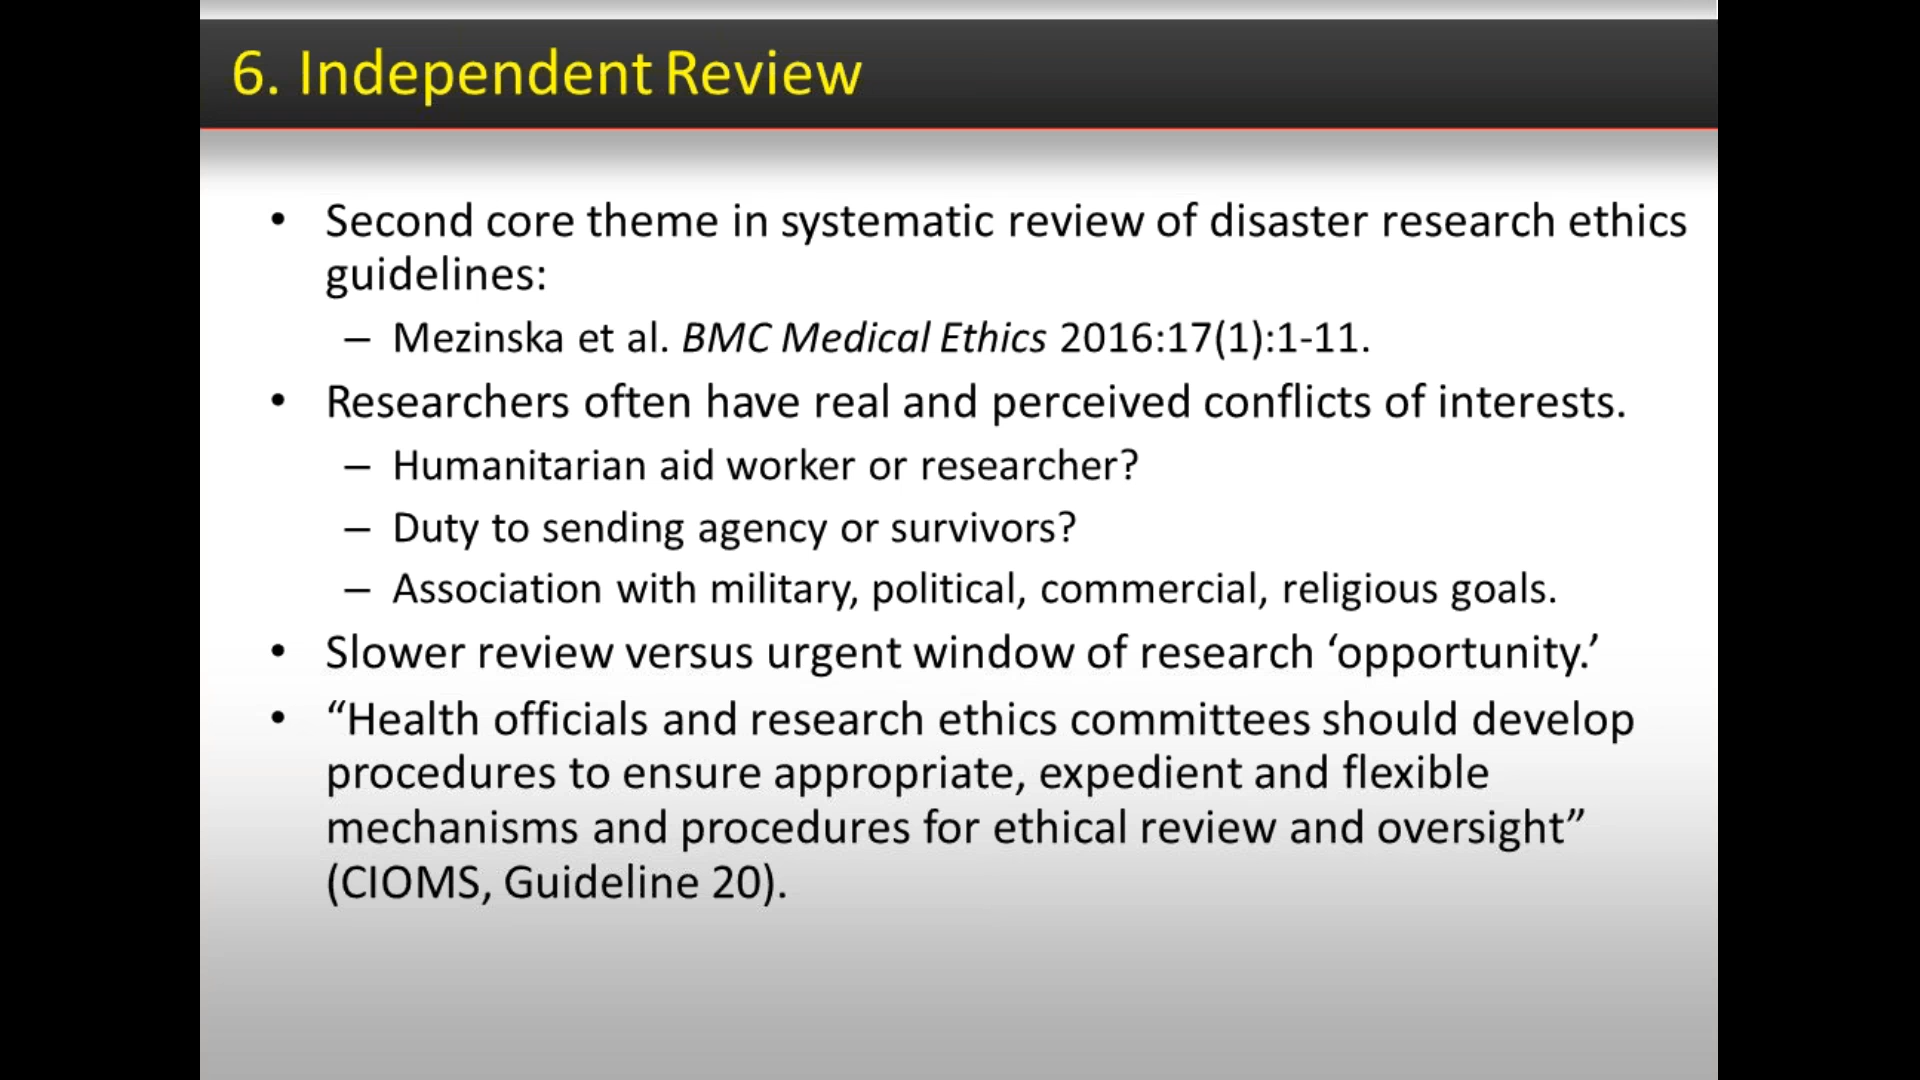 6. Independent Review
• Second core theme in systematic review of disaster research ethics
guidelines:
– Mezinska et al. BMC Medical Ethics 2016:17(1):1-11.
• Researchers often have real and perceived conflicts of interests.
– Humanitarian aid worker or researcher?
– Duty to sending agency or survivors?
– Association with military, political, commercial, religious goals.
• Slower review versus urgent window of research ‘opportunity.’
• “Health officials and research ethics committees should develop
procedures to ensure appropriate, expedient and flexible
mechanisms and procedures for ethical review and oversight”
(CIOMS, Guideline 20).